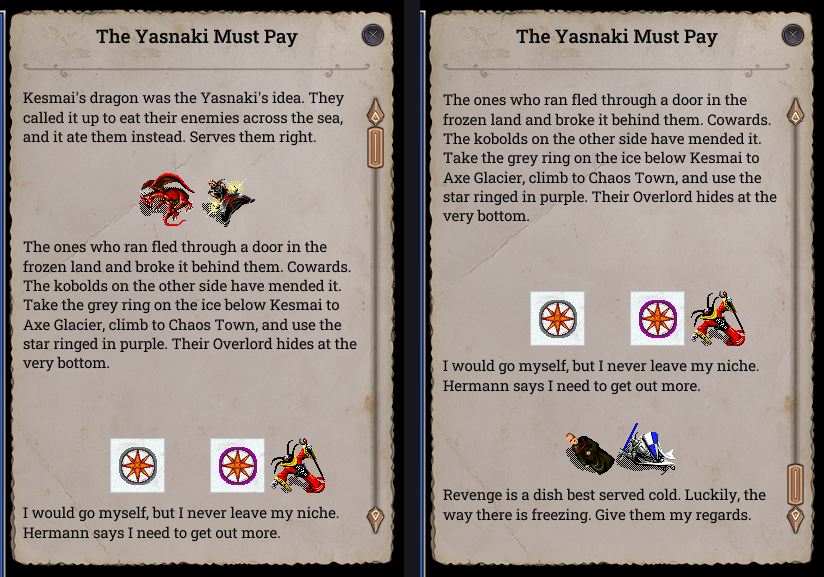 The Yasnaki Must Pay
Kesmai's dragon was the Yasnaki's idea. They
called it up to eat their enemies across the sea,
and it ate them instead. Serves them right.
The ones who ran fled through a door in the
frozen land and broke it behind them. Cowards.
The kobolds on the other side have mended it.
Take the grey ring on the ice below Kesmai to
Axe Glacier, climb to Chaos Town, and use the
star ringed in purple. Their Overlord hides at the
very bottom.
I would go myself, but I never leave my niche.
Hermann says I need to get out more.
The Yasnaki Must Pay
The ones who ran fled through a door in the
frozen land and broke it behind them. Cowards.
The kobolds on the other side have mended it.
Take the grey ring on the ice below Kesmai to
Axe Glacier, climb to Chaos Town, and use the
star ringed in purple. Their Overlord hides at the
very bottom.
I would go myself, but I never leave my niche.
Hermann says I need to get out more.
Revenge is a dish best served cold. Luckily, the
way there is freezing. Give them my regards.